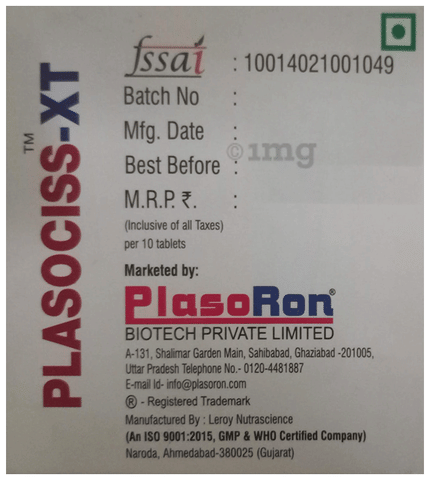 PLASOCISS-XT™
fssai : 10014021001049
Batch No :
Mfg. Date :
Best Before :
M.R.P. ₹. :
(Inclusive of all Taxes)
per 10 tablets
Marketed by:
PlasoRon®
BIOTECH PRIVATE LIMITED
A-131, Shalimar Garden Main, Sahibabad, Ghaziabad -201005,
Uttar Pradesh Telephone No.- 0120-4481887
E-mail Id- info@plasoron.com
® - Registered Trademark
Manufactured By : Leroy Nutrascience
(An ISO 9001:2015, GMP & WHO Certified Company)
Naroda, Ahmedabad-380025 (Gujarat)
©1mg